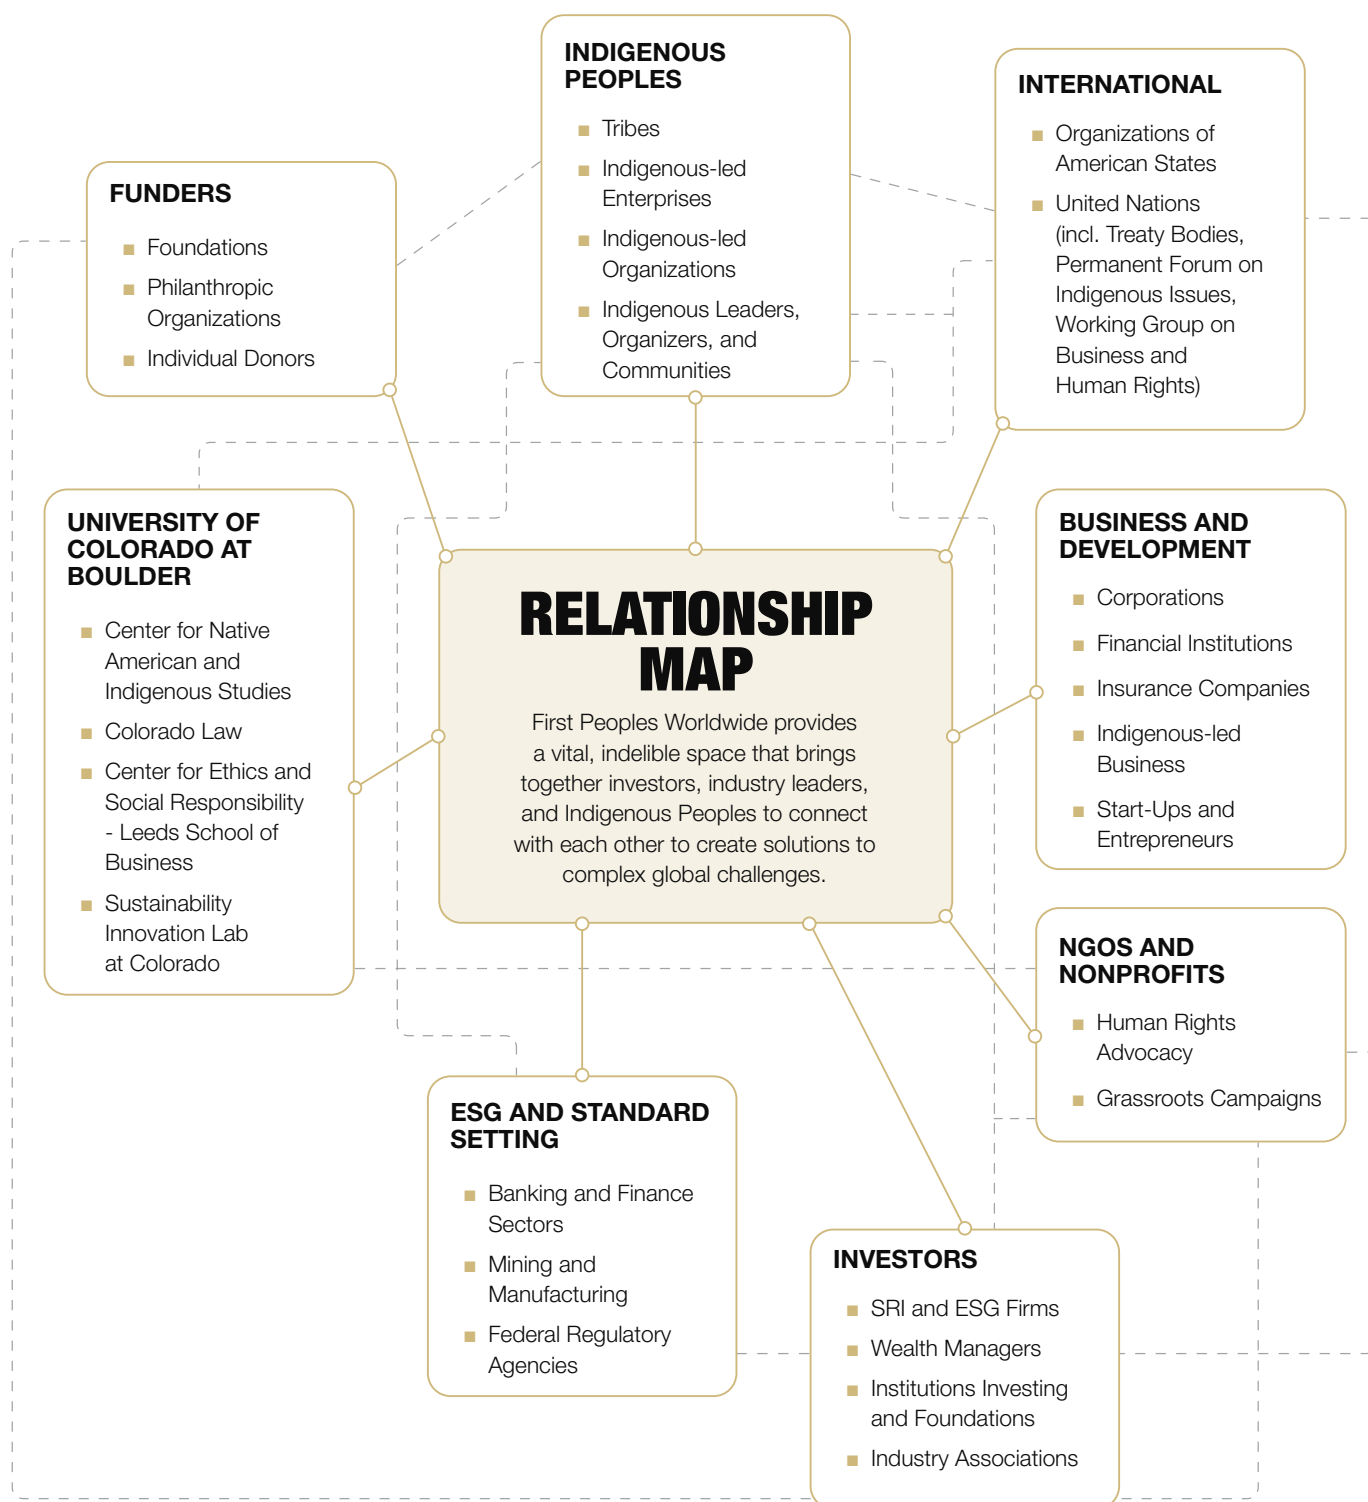 INDIGENOUS
PEOPLES
Tribes
Indigenous-led
Enterprises
Indigenous-led
Organizations
Indigenous Leaders,
Organizers, and
Communities
INTERNATIONAL
Organizations of
American States
United Nations
(incl. Treaty Bodies,
Permanent Forum on
Indigenous Issues,
Working Group on
Business and
Human Rights)
FUNDERS
Foundations
Philanthropic
Organizations
Individual Donors
UNIVERSITY OF
COLORADO AT
BOULDER
Center for Native
American and
Indigenous Studies
Colorado Law
Center for Ethics and
Social Responsibility
- Leeds School of
Business
Sustainability
Innovation Lab
at Colorado
RELATIONSHIP
MAP
First Peoples Worldwide provides
a vital, indelible space that brings
together investors, industry leaders,
and Indigenous Peoples to connect
with each other to create solutions to
complex global challenges.
BUSINESS AND
DEVELOPMENT
Corporations
Financial Institutions
Insurance Companies
Indigenous-led
Business
Start-Ups and
Entrepreneurs
NGOS AND
NONPROFITS
Human Rights
Advocacy
Grassroots Campaigns
ESG AND STANDARD
SETTING
Banking and Finance
Sectors
Mining and
Manufacturing
Federal Regulatory
Agencies
INVESTORS
SRI and ESG Firms
Wealth Managers
Institutions Investing
and Foundations
Industry Associations